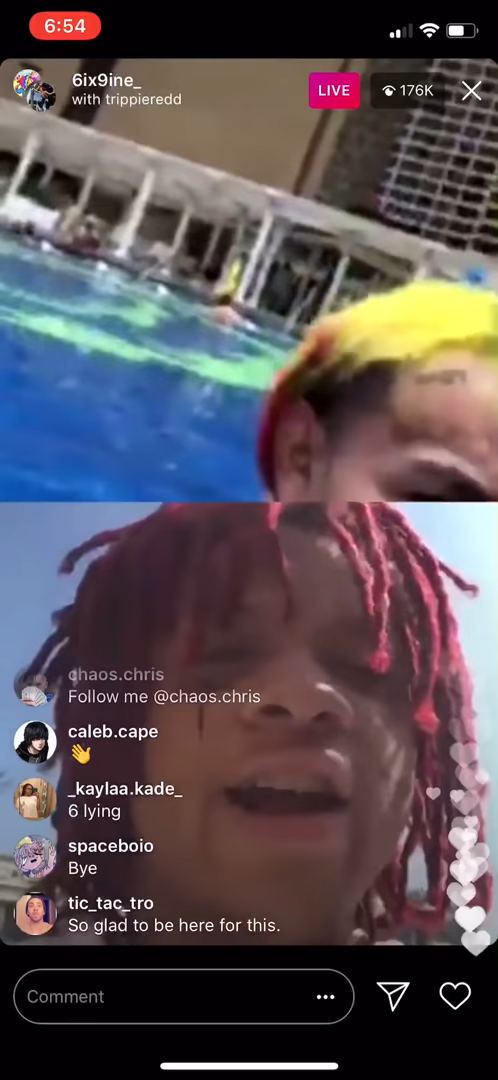 6:54
6ix9ine_
with trippieredd
LIVE
176K
chaos.chris
Follow me @chaos.chris
caleb.cape
👋
_kaylaa.kade_
6 lying
spaceboio
Bye
tic_tac_tro
So glad to be here for this.
Comment